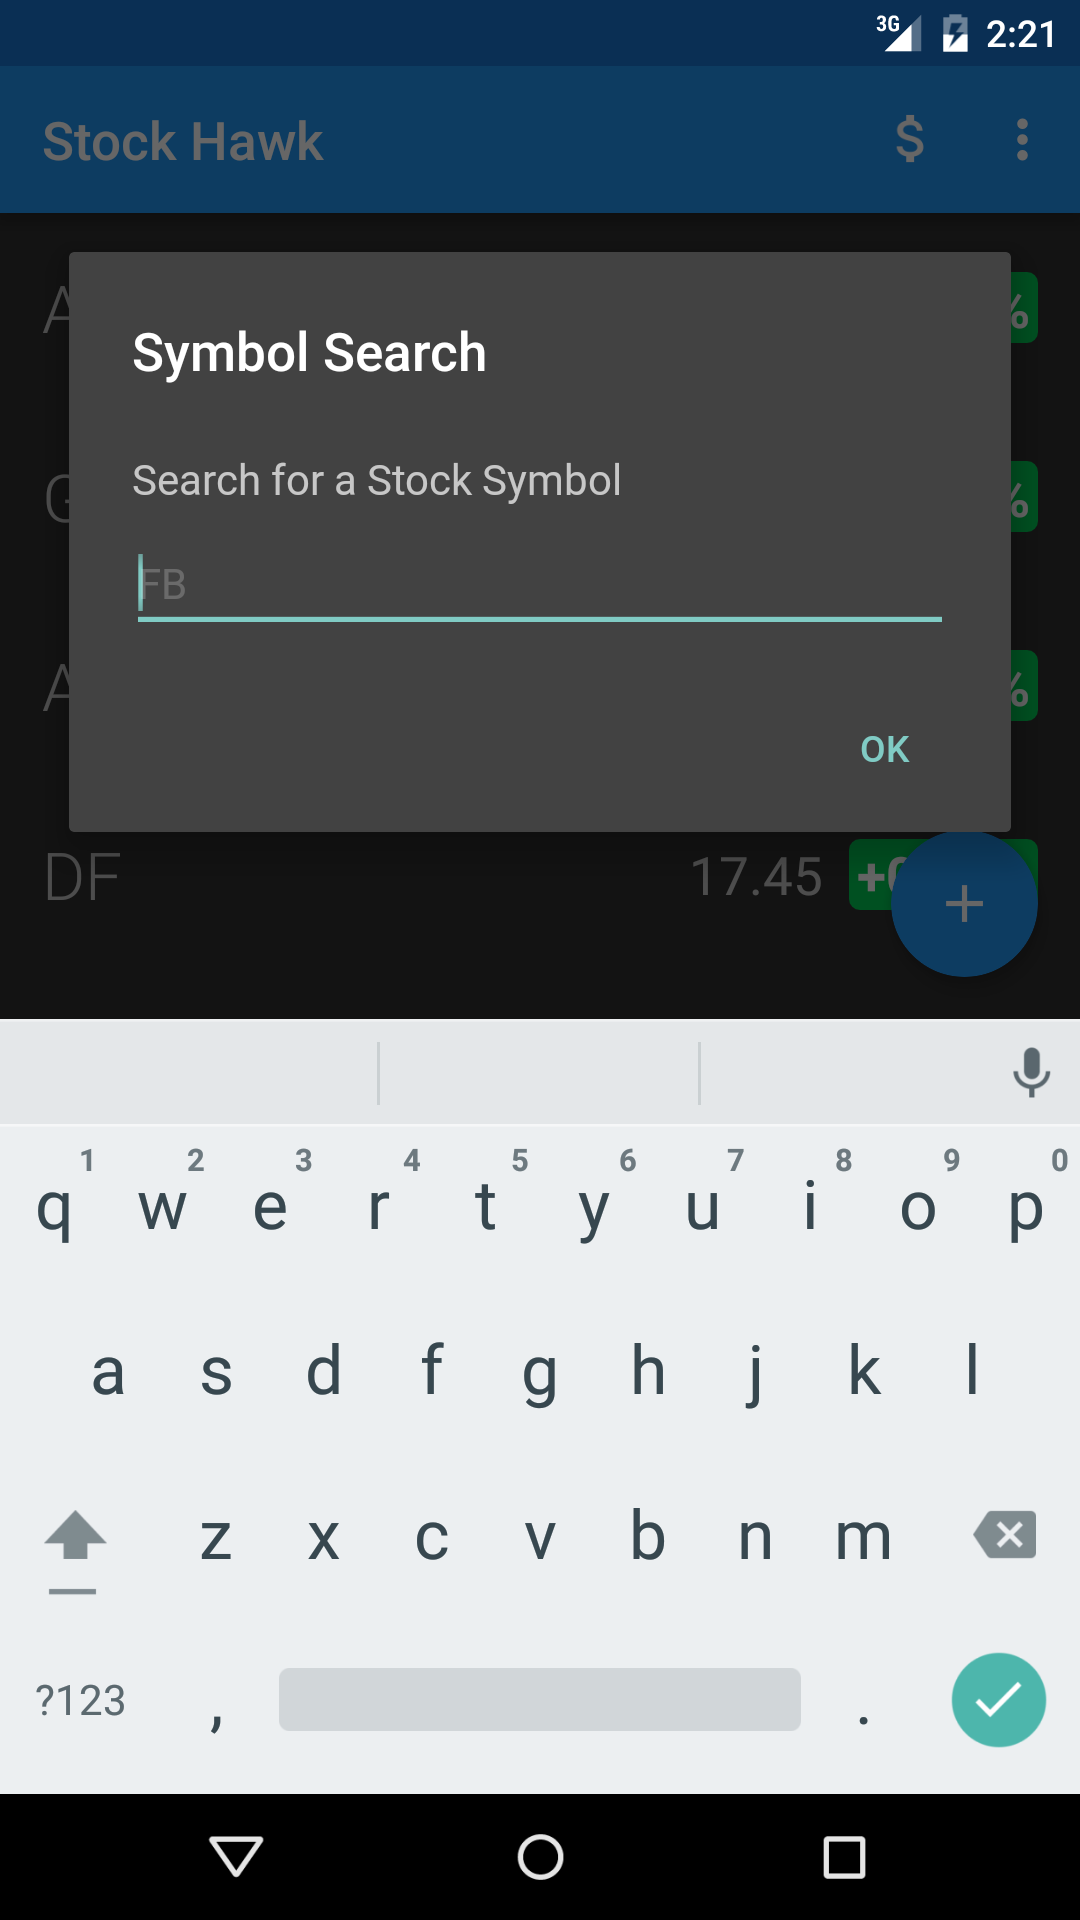 3G 2:21
Stock Hawk $
Symbol Search
Search for a Stock Symbol
FB
OK
DF 17.45
1 2 3 4 5 6 7 8 9 0
q w e r t y u i o p
a s d f g h j k l
z x c v b n m
?123 , .